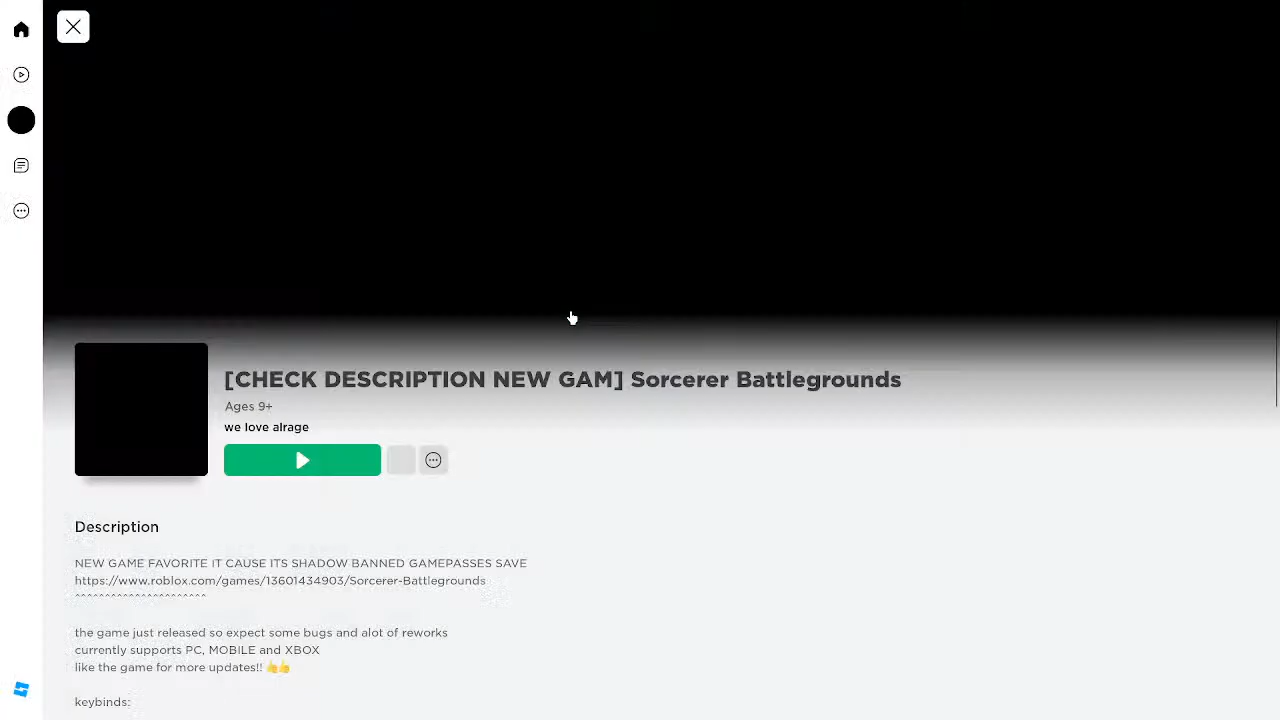 [CHECK DESCRIPTION NEW GAM] Sorcerer Battlegrounds
Ages 9+
we love alrage
Description
NEW GAME FAVORITE IT CAUSE ITS SHADOW BANNED GAMEPASSES SAVE
https://www.roblox.com/games/13601434903/Sorcerer-Battlegrounds
^^^^^^^^^^^^^^^^^^^^^^
the game just released so expect some bugs and alot of reworks
currently supports PC, MOBILE and XBOX
like the game for more updates!! 👍👍
keybinds: